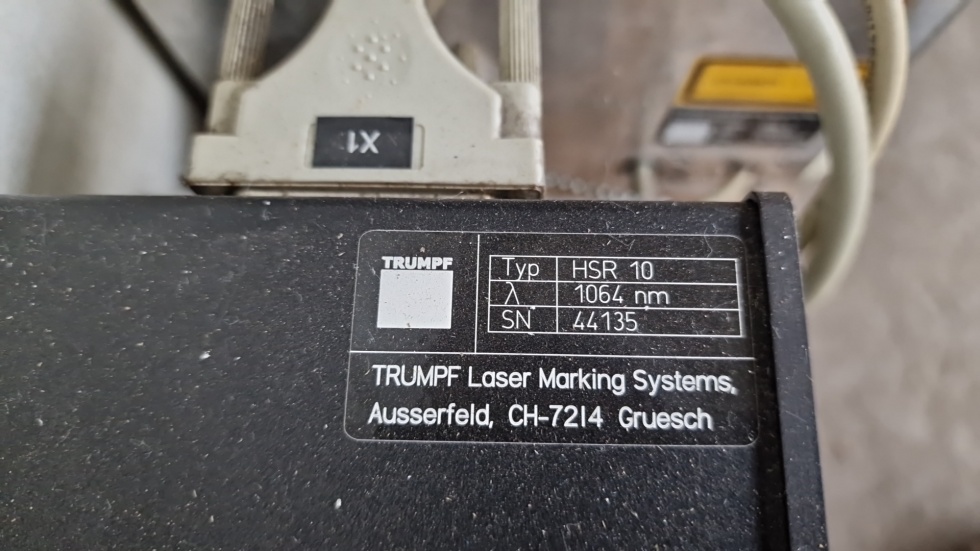 X1
TRUMPF
Typ HSR 10
λ 1064 nm
SN 44135
TRUMPF Laser Marking Systems,
Ausserfeld, CH-7214 Gruesch